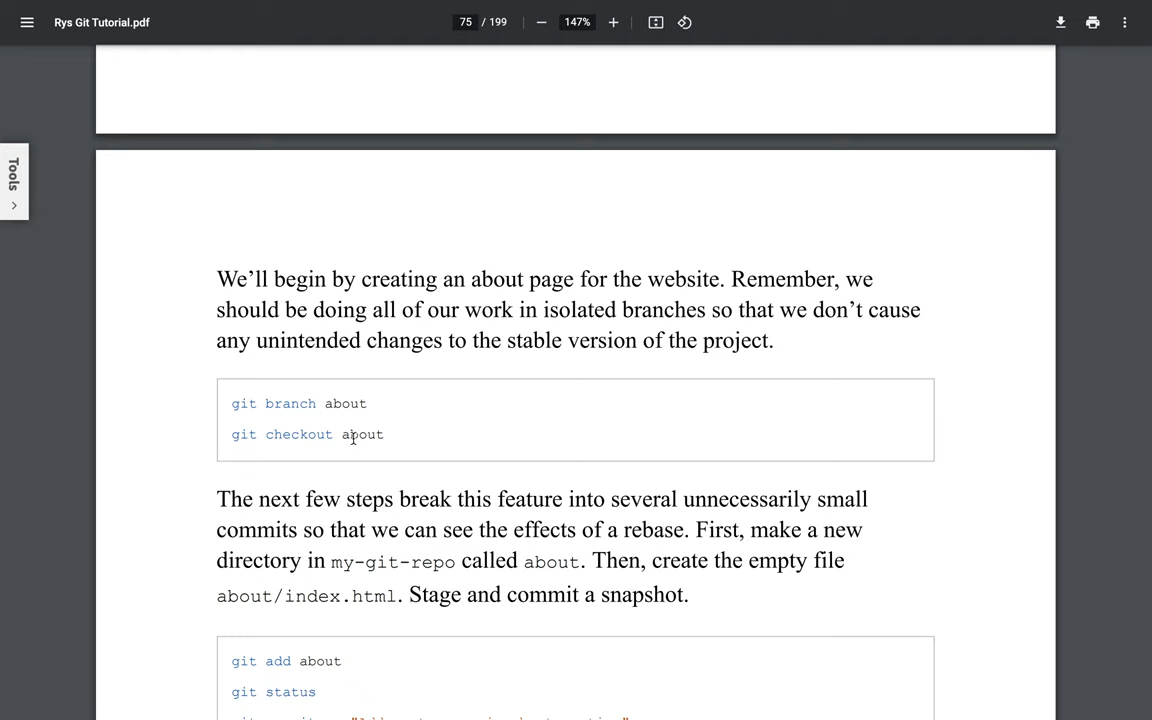 Rys Git Tutorial.pdf
75 / 199
147%
Tools
We’ll begin by creating an about page for the website. Remember, we
should be doing all of our work in isolated branches so that we don’t cause
any unintended changes to the stable version of the project.
git branch about
git checkout about
The next few steps break this feature into several unnecessarily small
commits so that we can see the effects of a rebase. First, make a new
directory in my-git-repo called about. Then, create the empty file
about/index.html. Stage and commit a snapshot.
git add about
git status